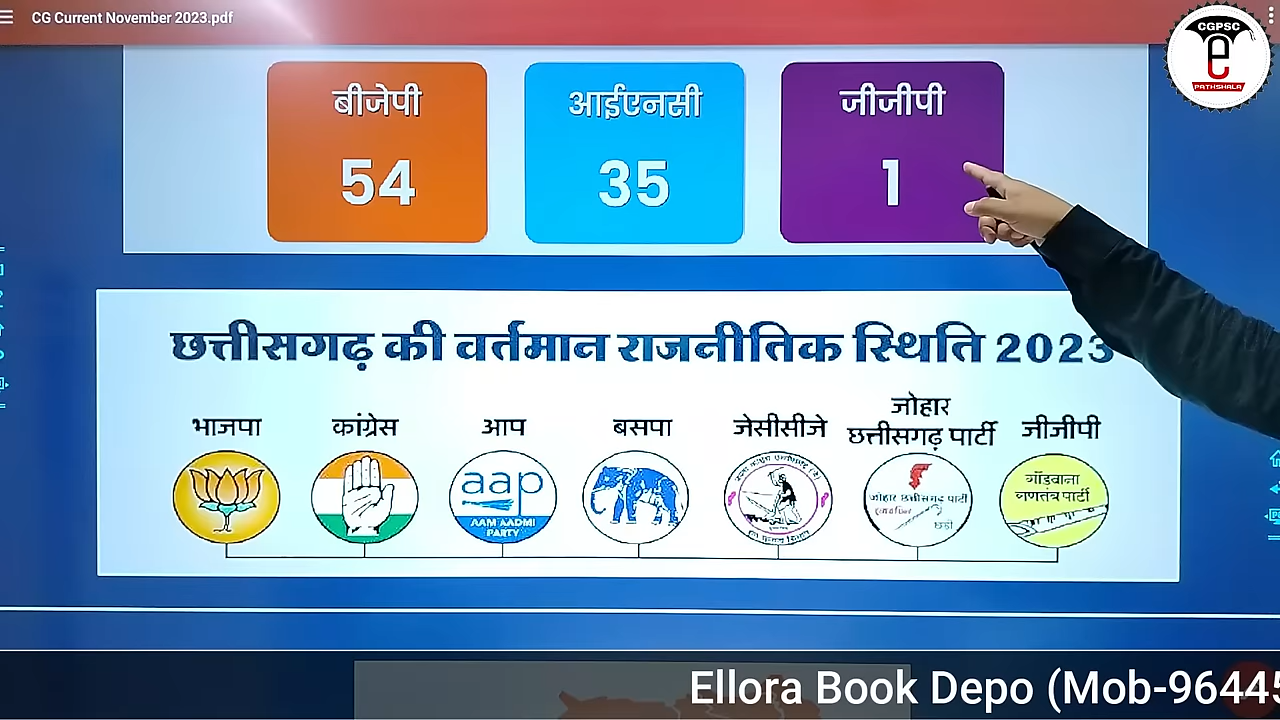 CG Current November 2023.pdf
CGPSC
e
PATHSHALA
बीजेपी
आईएनसी
जीजीपी
54
35
1
छत्तीसगढ़ की वर्तमान राजनीतिक स्थिति 2023
भाजपा
कांग्रेस
आप
बसपा
जेसीसीजे
जोहार
छत्तीसगढ़ पार्टी
जीजीपी
aap
AAM AADMI
PARTY
जोहार छत्तीसगढ़ पार्टी
छड़ी
गोंडवाना
गणतंत्र पार्टी
Ellora Book Depo (Mob-96445